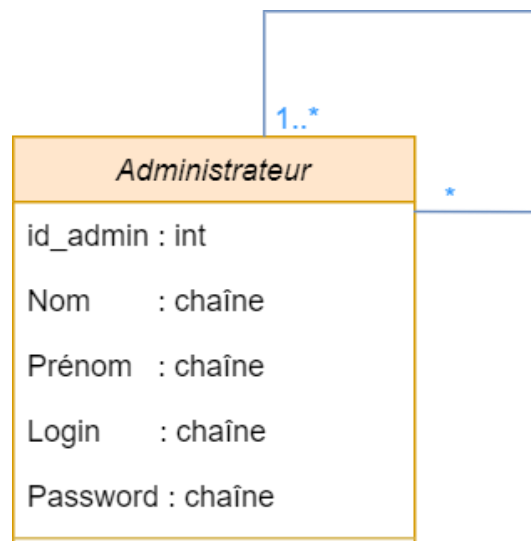 1..*
Administrateur
*
id_admin : int
Nom : chaîne
Prénom : chaîne
Login : chaîne
Password : chaîne